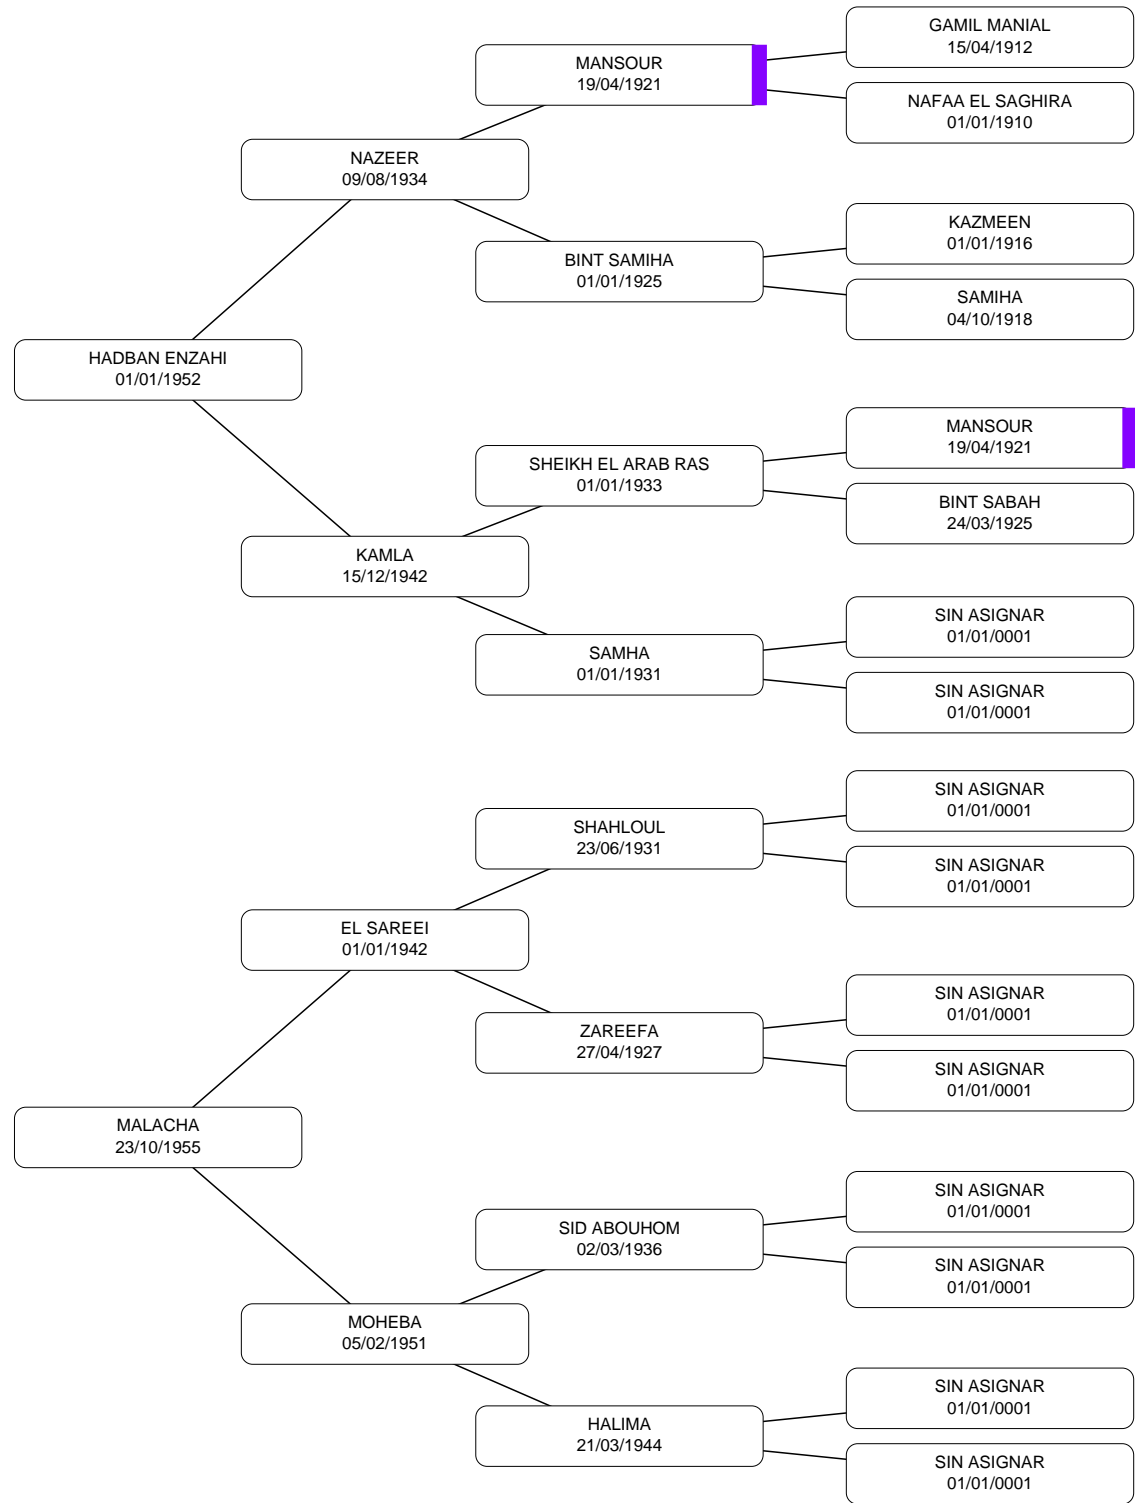 GAMIL MANIAL
15/04/1912
MANSOUR
19/04/1921
NAFAA EL SAGHIRA
01/01/1910
NAZEER
09/08/1934
KAZMEEN
01/01/1916
BINT SAMIHA
01/01/1925
SAMIHA
04/10/1918
HADBAN ENZAHI
01/01/1952
MANSOUR
19/04/1921
SHEIKH EL ARAB RAS
01/01/1933
BINT SABAH
24/03/1925
KAMLA
15/12/1942
SIN ASIGNAR
01/01/0001
SAMHA
01/01/1931
SIN ASIGNAR
01/01/0001
SIN ASIGNAR
01/01/0001
SHAHLOUL
23/06/1931
SIN ASIGNAR
01/01/0001
EL SAREEI
01/01/1942
SIN ASIGNAR
01/01/0001
ZAREEFA
27/04/1927
SIN ASIGNAR
01/01/0001
MALACHA
23/10/1955
SIN ASIGNAR
01/01/0001
SID ABOUHOM
02/03/1936
SIN ASIGNAR
01/01/0001
MOHEBA
05/02/1951
SIN ASIGNAR
01/01/0001
HALIMA
21/03/1944
SIN ASIGNAR
01/01/0001